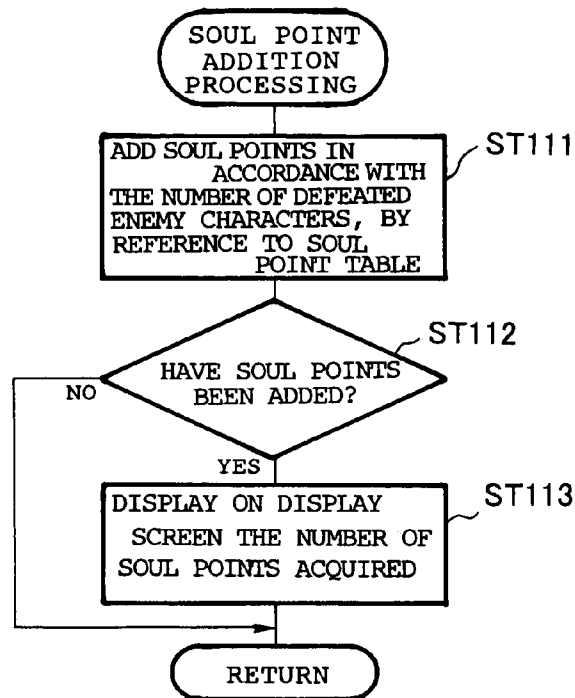 SOUL POINT
ADDITION
PROCESSING
ADD SOUL POINTS IN
ACCORDANCE WITH
THE NUMBER OF DEFEATED
ENEMY CHARACTERS, BY
REFERENCE TO SOUL
POINT TABLE
ST111
HAVE SOUL POINTS
BEEN ADDED?
ST112
NO
YES
DISPLAY ON DISPLAY
SCREEN THE NUMBER OF
SOUL POINTS ACQUIRED
ST113
RETURN